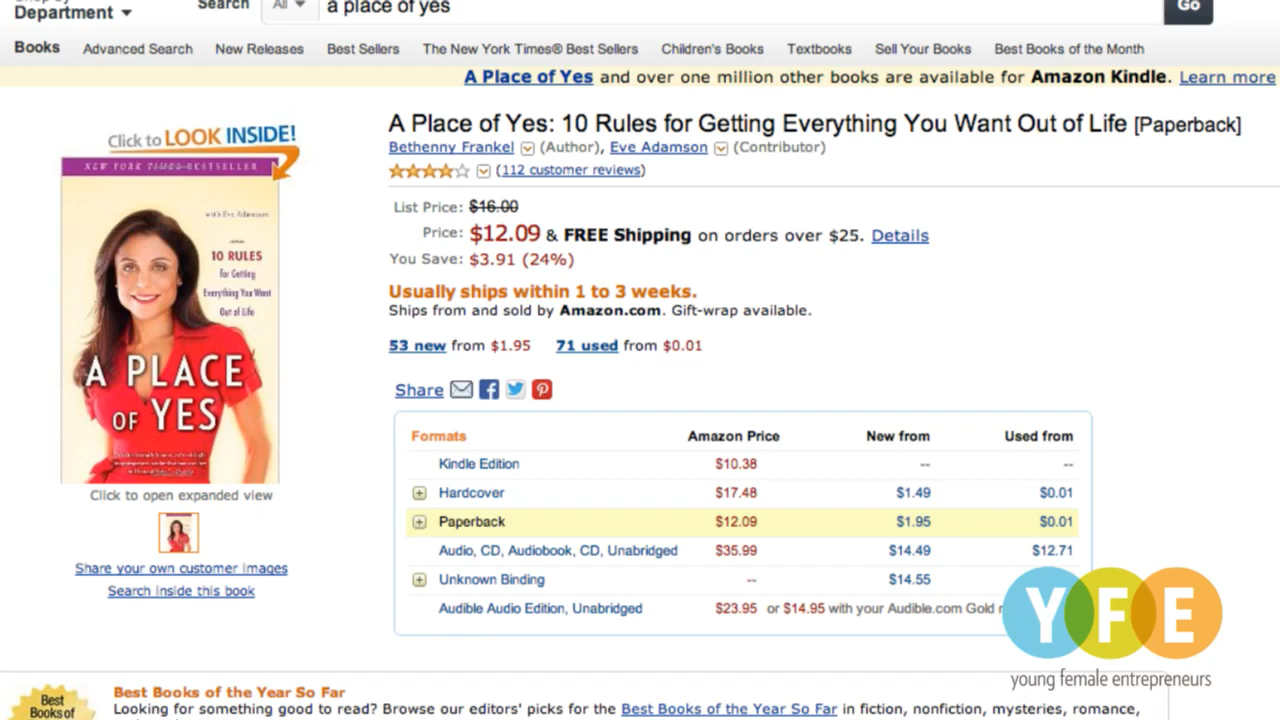 Department
Search All a place of yes Go
Books Advanced Search New Releases Best Sellers The New York Times® Best Sellers Children's Books Textbooks Sell Your Books Best Books of the Month
A Place of Yes and over one million other books are available for Amazon Kindle. Learn more
Click to LOOK INSIDE!
NEW YORK TIMES BESTSELLER
with Eve Adamson
10 RULES
for Getting
Everything You Want
Out of Life
A PLACE
OF YES
Click to open expanded view
Share your own customer images
Search inside this book
A Place of Yes: 10 Rules for Getting Everything You Want Out of Life [Paperback]
Bethenny Frankel (Author), Eve Adamson (Contributor)
(112 customer reviews)
List Price: $16.00
Price: $12.09 & FREE Shipping on orders over $25. Details
You Save: $3.91 (24%)
Usually ships within 1 to 3 weeks.
Ships from and sold by Amazon.com. Gift-wrap available.
53 new from $1.95 71 used from $0.01
Share
Formats Amazon Price New from Used from
Kindle Edition $10.38 -- --
Hardcover $17.48 $1.49 $0.01
Paperback $12.09 $1.95 $0.01
Audio, CD, Audiobook, CD, Unabridged $35.99 $14.49 $12.71
Unknown Binding -- $14.55
Audible Audio Edition, Unabridged $23.95 or $14.95 with your Audible.com Gold
YFE
young female entrepreneurs
Best
Books of
Best Books of the Year So Far
Looking for something good to read? Browse our editors' picks for the Best Books of the Year So Far in fiction, nonfiction, mysteries, romance,